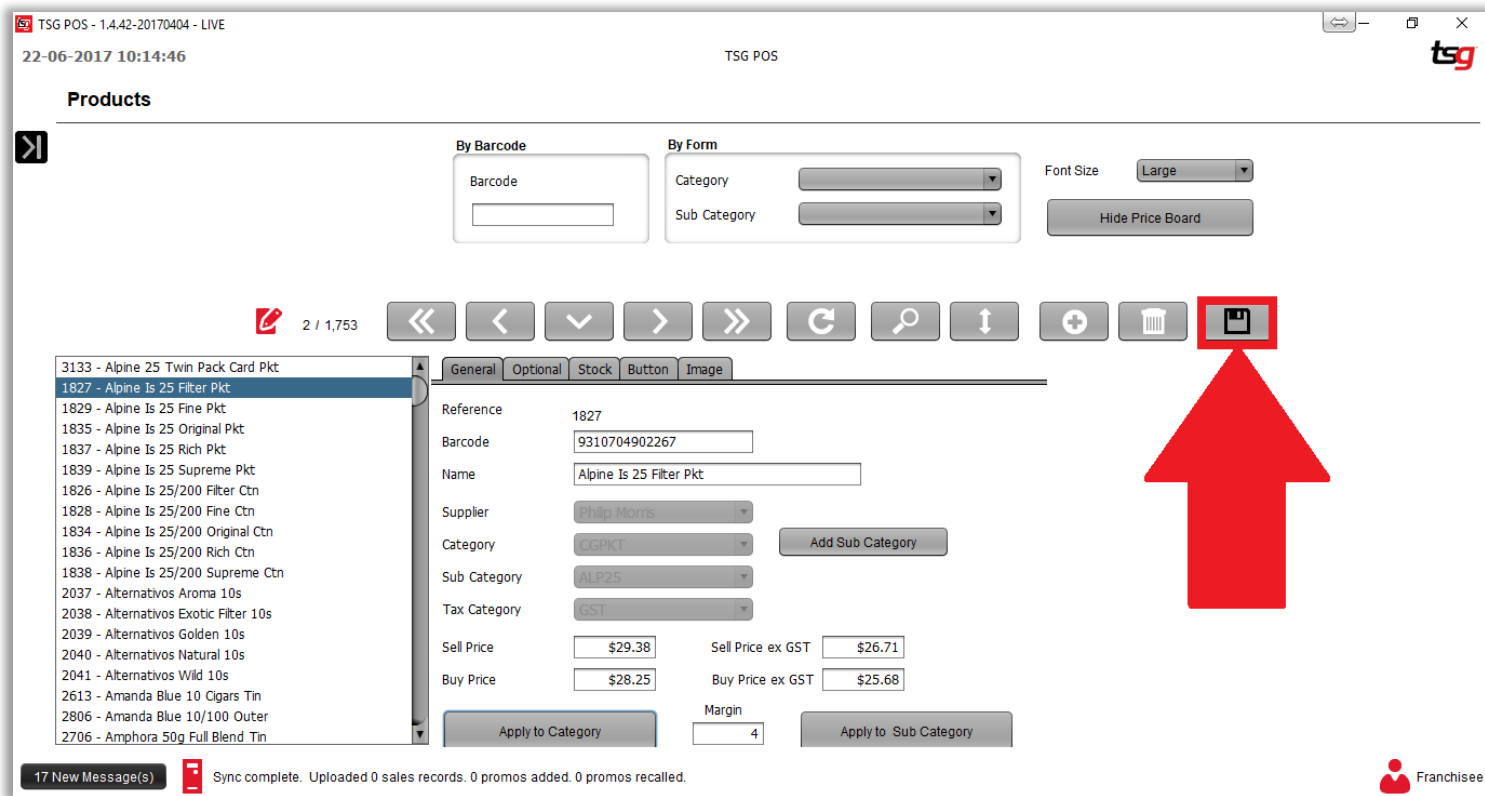 TSG POS - 1.4.42-20170404 - LIVE
22-06-2017 10:14:46
TSG POS
tsg
Products
By Barcode
Barcode
By Form
Category
Sub Category
Font Size
Large
Hide Price Board
2 / 1,753
3133 - Alpine 25 Twin Pack Card Pkt
1827 - Alpine Is 25 Filter Pkt
1829 - Alpine Is 25 Fine Pkt
1835 - Alpine Is 25 Original Pkt
1837 - Alpine Is 25 Rich Pkt
1839 - Alpine Is 25 Supreme Pkt
1826 - Alpine Is 25/200 Filter Ctn
1828 - Alpine Is 25/200 Fine Ctn
1834 - Alpine Is 25/200 Original Ctn
1836 - Alpine Is 25/200 Rich Ctn
1838 - Alpine Is 25/200 Supreme Ctn
2037 - Alternativos Aroma 10s
2038 - Alternativos Exotic Filter 10s
2039 - Alternativos Golden 10s
2040 - Alternativos Natural 10s
2041 - Alternativos Wild 10s
2613 - Amanda Blue 10 Cigars Tin
2806 - Amanda Blue 10/100 Outer
2706 - Amphora 50g Full Blend Tin
General Optional Stock Button Image
Reference 1827
Barcode 9310704902267
Name Alpine Is 25 Filter Pkt
Supplier Philip Morris
Category CGPKT Add Sub Category
Sub Category ALP25
Tax Category GST
Sell Price $29.38 Sell Price ex GST $26.71
Buy Price $28.25 Buy Price ex GST $25.68
Margin
Apply to Category 4 Apply to Sub Category
17 New Message(s) Sync complete. Uploaded 0 sales records. 0 promos added. 0 promos recalled. Franchisee